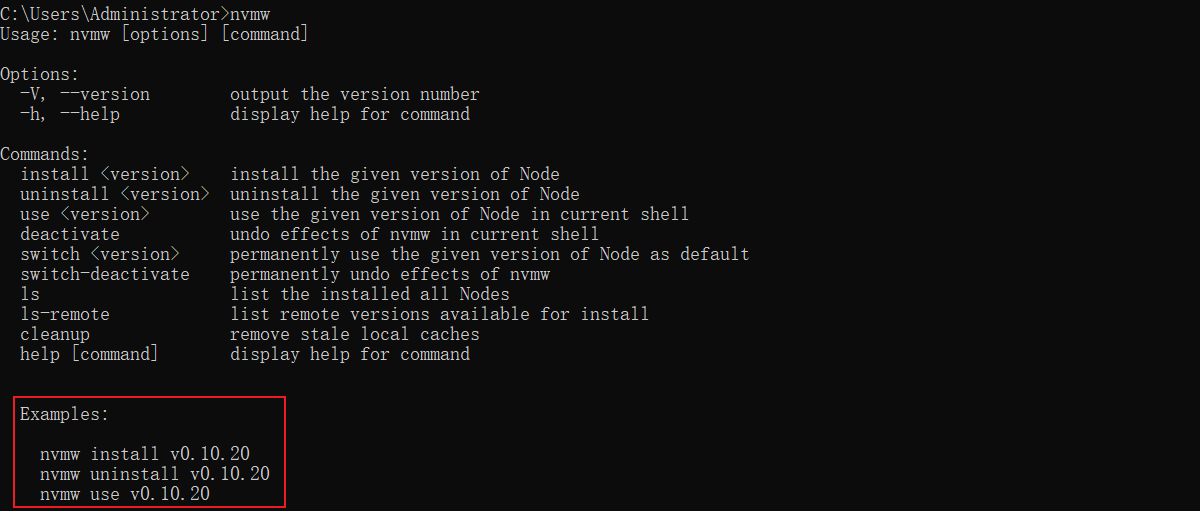 C:\Users\Administrator>nvmw
Usage: nvmw [options] [command]
Options:
-V, --version output the version number
-h, --help display help for command
Commands:
install <version> install the given version of Node
uninstall <version> uninstall the given version of Node
use <version> use the given version of Node in current shell
deactivate undo effects of nvmw in current shell
switch <version> permanently use the given version of Node as default
switch-deactivate permanently undo effects of nvmw
ls list the installed all Nodes
ls-remote list remote versions available for install
cleanup remove stale local caches
help [command] display help for command
Examples:
nvmw install v0.10.20
nvmw uninstall v0.10.20
nvmw use v0.10.20